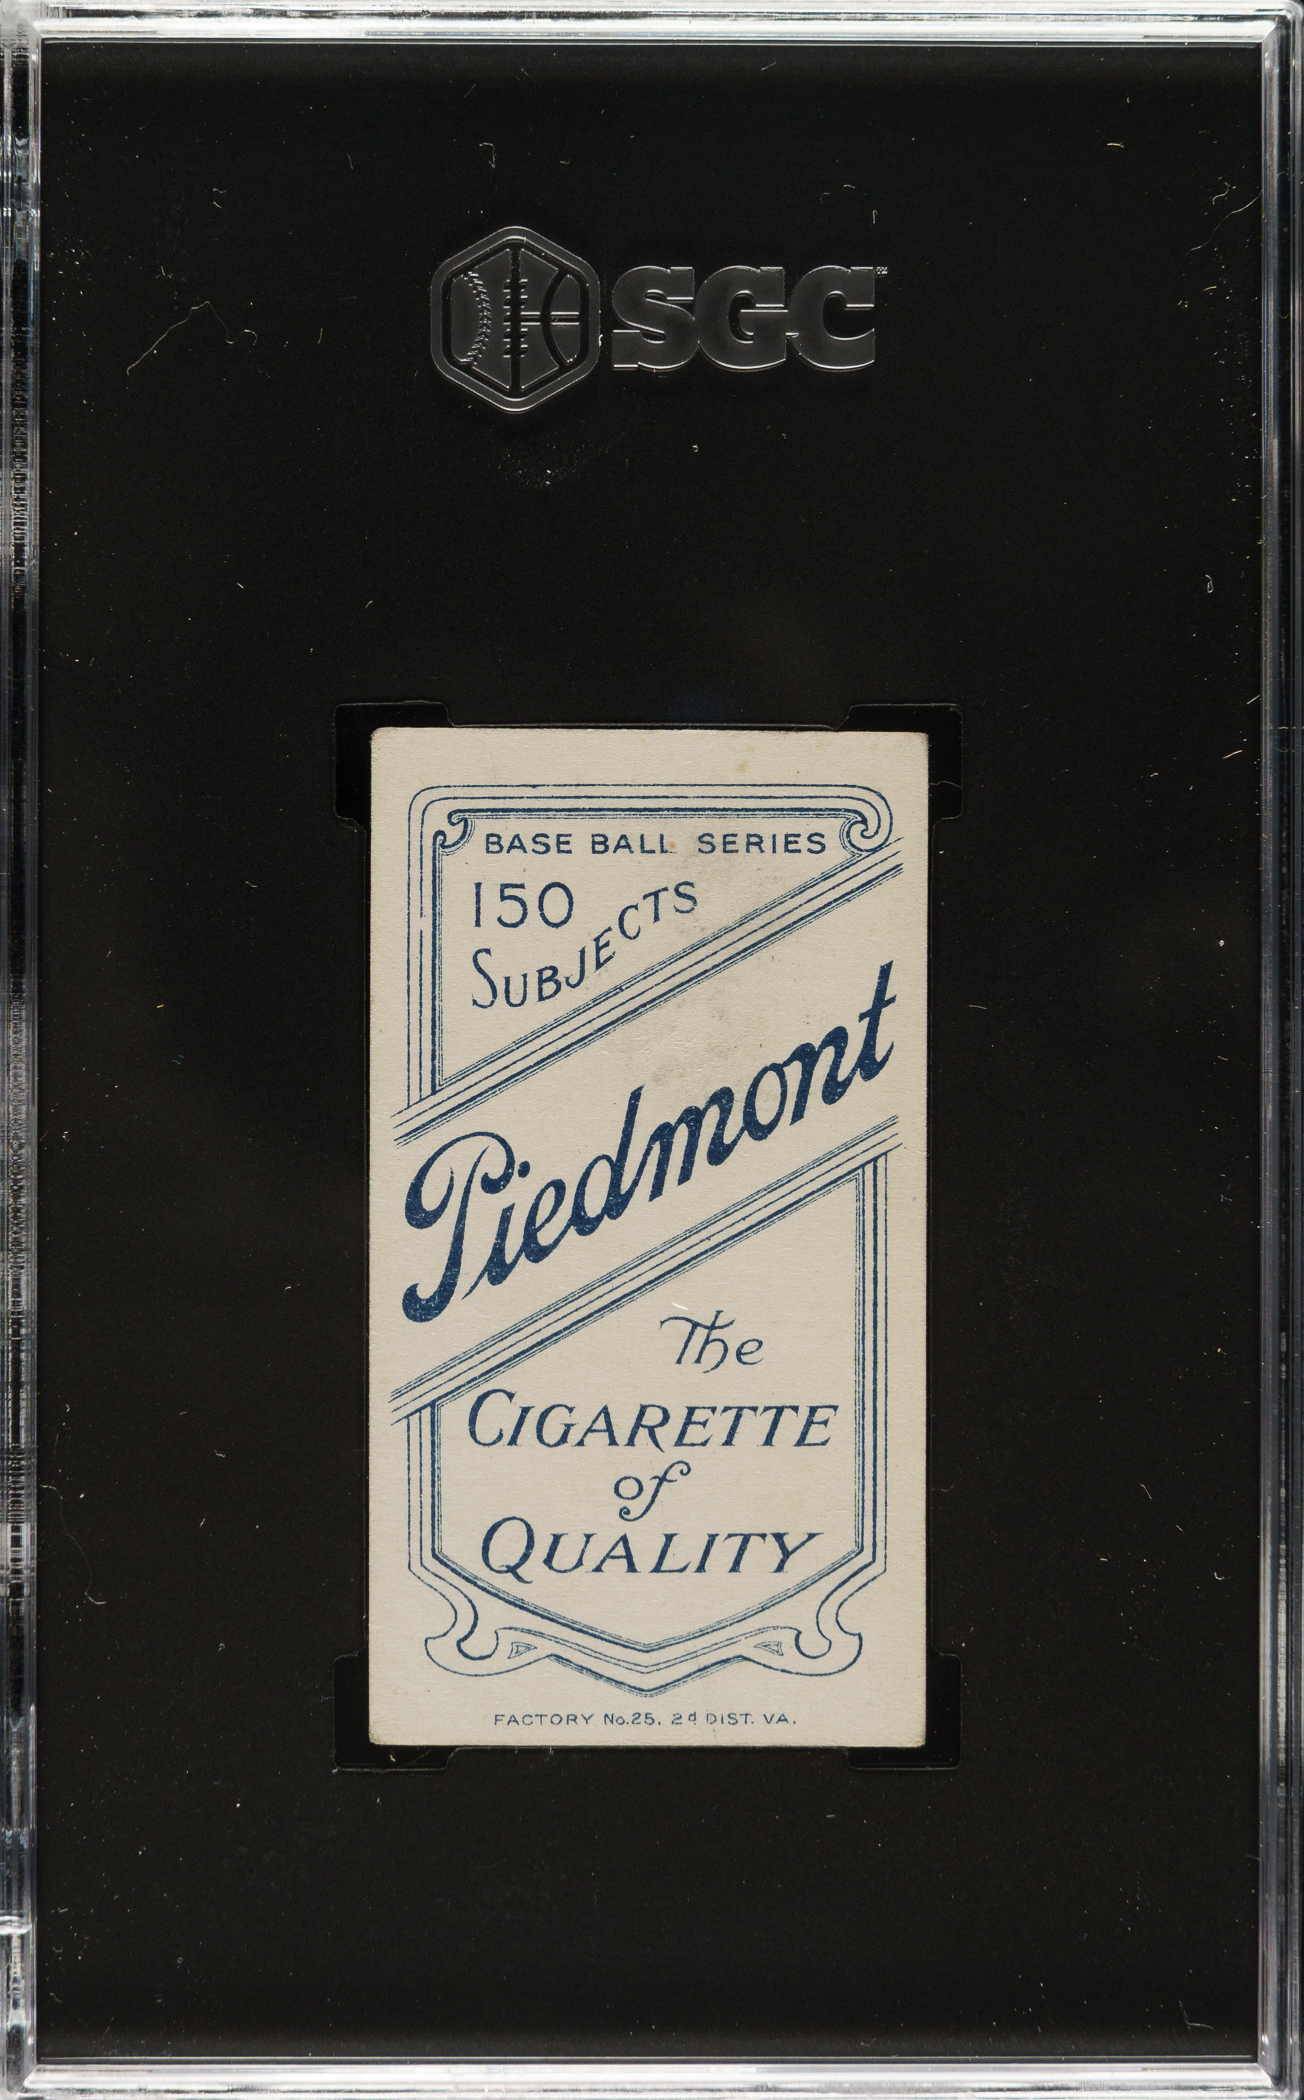 SGC
BASE BALL SERIES
150
SUBJECTS
Piedmont
The
CIGARETTE
of
QUALITY
FACTORY No.25, 2d DIST. VA.